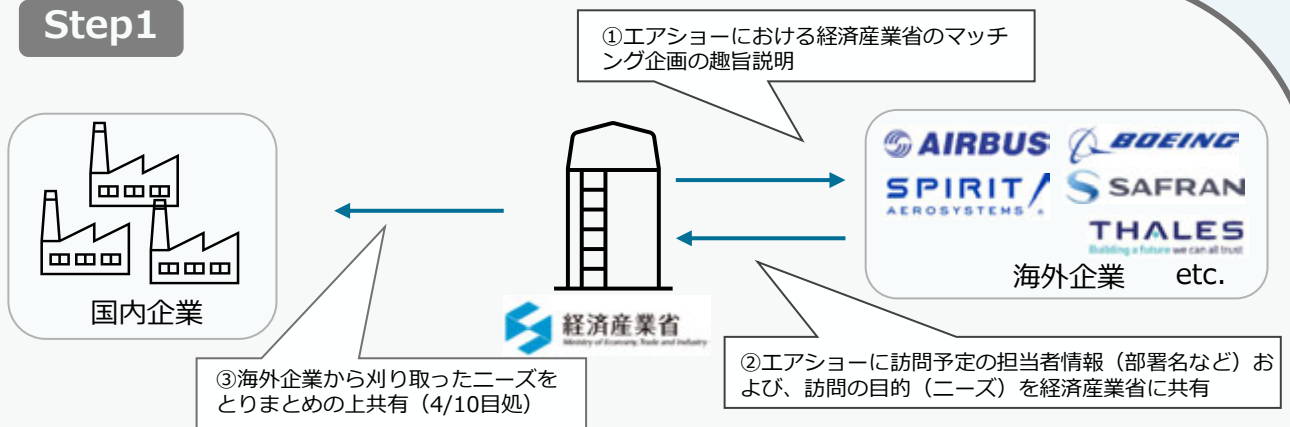 Step1
①エアショーにおける経済産業省のマッチ
ング企画の趣旨説明
AIRBUS
BOEING
SPIRIT
AEROSYSTEMS
SAFRAN
THALES
Building a future we can all trust
海外企業 etc.
国内企業
経済産業省
Ministry of Economy, Trade and Industry
②エアショーに訪問予定の担当者情報（部署名など）お
よび、訪問の目的（ニーズ）を経済産業省に共有
③海外企業から刈り取ったニーズを
とりまとめの上共有（4/10目処）